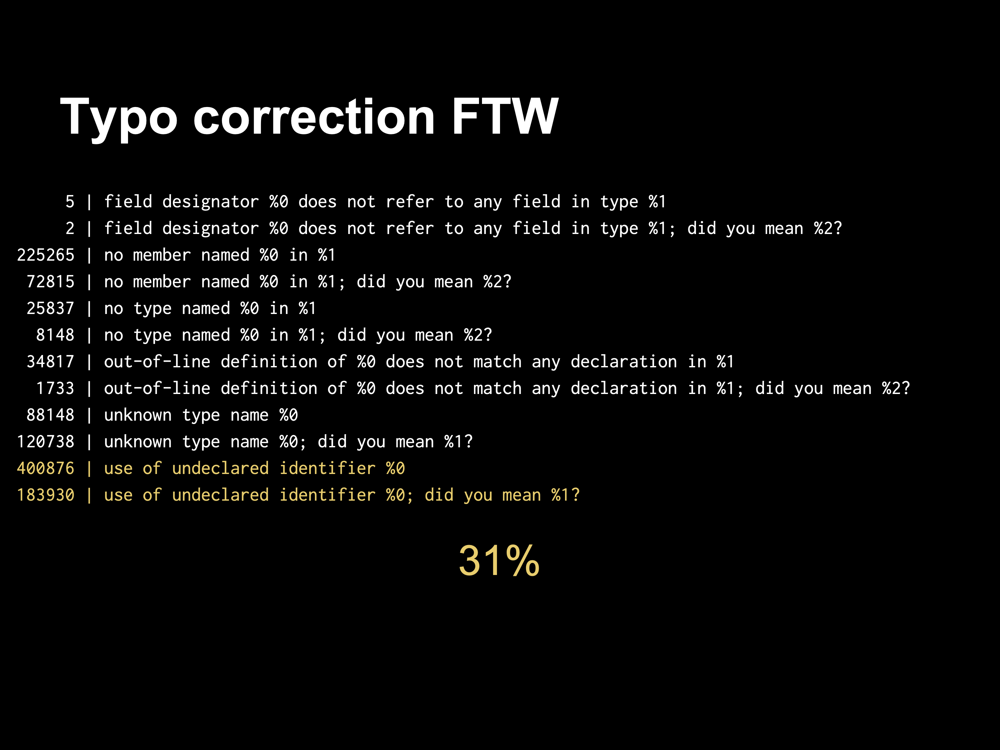 Typo correction FTW
5 | field designator %0 does not refer to any field in type %1
2 | field designator %0 does not refer to any field in type %1; did you mean %2?
225265 | no member named %0 in %1
72815 | no member named %0 in %1; did you mean %2?
25837 | no type named %0 in %1
8148 | no type named %0 in %1; did you mean %2?
34817 | out-of-line definition of %0 does not match any declaration in %1
1733 | out-of-line definition of %0 does not match any declaration in %1; did you mean %2?
88148 | unknown type name %0
120738 | unknown type name %0; did you mean %1?
400876 | use of undeclared identifier %0
183930 | use of undeclared identifier %0; did you mean %1?
31%